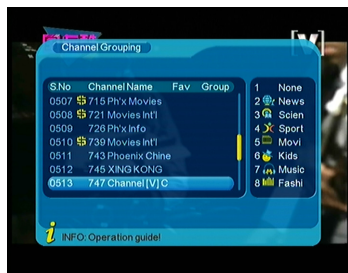 [V]
Channel Grouping
S.No Channel Name Fav Group
0507 $ 715 Ph'x Movies
0508 $ 721 Movies Int'l
0509 726 Ph'x Info
0510 $ 739 Movies Int'l
0511 743 Phoenix Chine
0512 745 XING KONG
0513 747 Channel [V] C
1 None
2 News
3 Scien
4 Sport
5 Movi
6 Kids
7 Music
8 Fashi
i INFO: Operation guide!